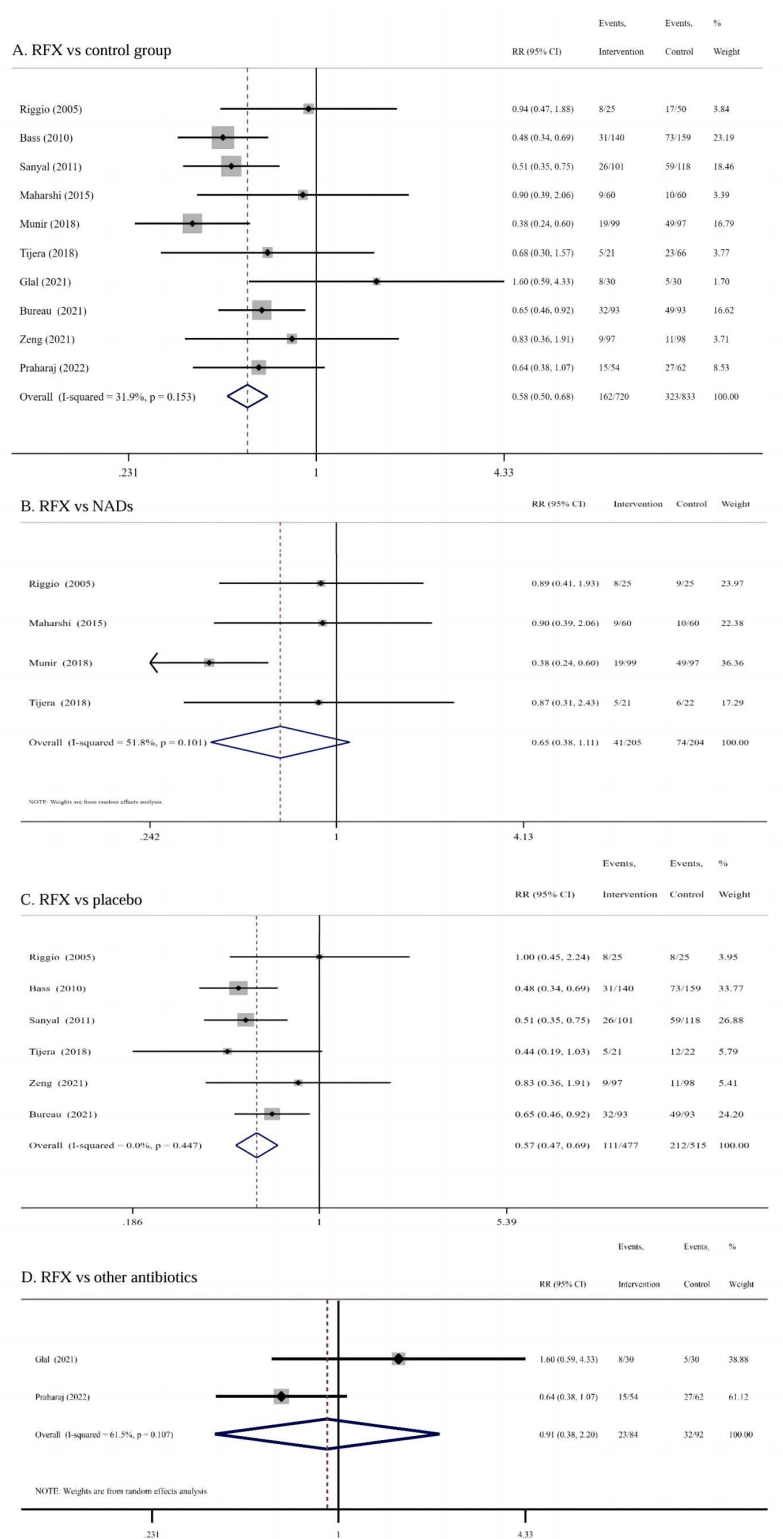 Events, Events, %
A. RFX vs control group RR (95% CI) Intervention Control Weight
Riggio (2005) 0.94 (0.47, 1.88) 8/25 17/50 3.84
Bass (2010) 0.48 (0.34, 0.69) 31/140 73/159 23.19
Sanyal (2011) 0.51 (0.35, 0.75) 26/101 59/118 18.46
Maharshi (2015) 0.90 (0.39, 2.06) 9/60 10/60 3.39
Munir (2018) 0.38 (0.24, 0.60) 19/99 49/97 16.79
Tijera (2018) 0.68 (0.30, 1.57) 5/21 23/66 3.77
Glal (2021) 1.60 (0.59, 4.33) 8/30 5/30 1.70
Bureau (2021) 0.65 (0.46, 0.92) 32/93 49/93 16.62
Zeng (2021) 0.83 (0.36, 1.91) 9/97 11/98 3.71
Praharaj (2022) 0.64 (0.38, 1.07) 15/54 27/62 8.53
Overall (I-squared = 31.9%, p = 0.153) 0.58 (0.50, 0.68) 162/720 323/833 100.00
.231 1 4.33
B. RFX vs NADs RR (95% CI) Intervention Control Weight
Riggio (2005) 0.89 (0.41, 1.93) 8/25 9/25 23.97
Maharshi (2015) 0.90 (0.39, 2.06) 9/60 10/60 22.38
Munir (2018) 0.38 (0.24, 0.60) 19/99 49/97 36.36
Tijera (2018) 0.87 (0.31, 2.43) 5/21 6/22 17.29
Overall (I-squared = 51.8%, p = 0.101) 0.65 (0.38, 1.11) 41/205 74/204 100.00
NOTE: Weights are from random effects analysis
.242 1 4.13
Events, Events, %
C. RFX vs placebo RR (95% CI) Intervention Control Weight
Riggio (2005) 1.00 (0.45, 2.24) 8/25 8/25 3.95
Bass (2010) 0.48 (0.34, 0.69) 31/140 73/159 33.77
Sanyal (2011) 0.51 (0.35, 0.75) 26/101 59/118 26.88
Tijera (2018) 0.44 (0.19, 1.03) 5/21 12/22 5.79
Zeng (2021) 0.83 (0.36, 1.91) 9/97 11/98 5.41
Bureau (2021) 0.65 (0.46, 0.92) 32/93 49/93 24.20
Overall (I-squared = 0.0%, p = 0.447) 0.57 (0.47, 0.69) 111/477 212/515 100.00
.186 1 5.39
Events, Events, %
D. RFX vs other antibiotics RR (95% CI) Intervention Control Weight
Glal (2021) 1.60 (0.59, 4.33) 8/30 5/30 38.88
Praharaj (2022) 0.64 (0.38, 1.07) 15/54 27/62 61.12
Overall (I-squared = 61.5%, p = 0.107) 0.91 (0.38, 2.20) 23/84 32/92 100.00
NOTE: Weights are from random effects analysis
.231 1 4.33